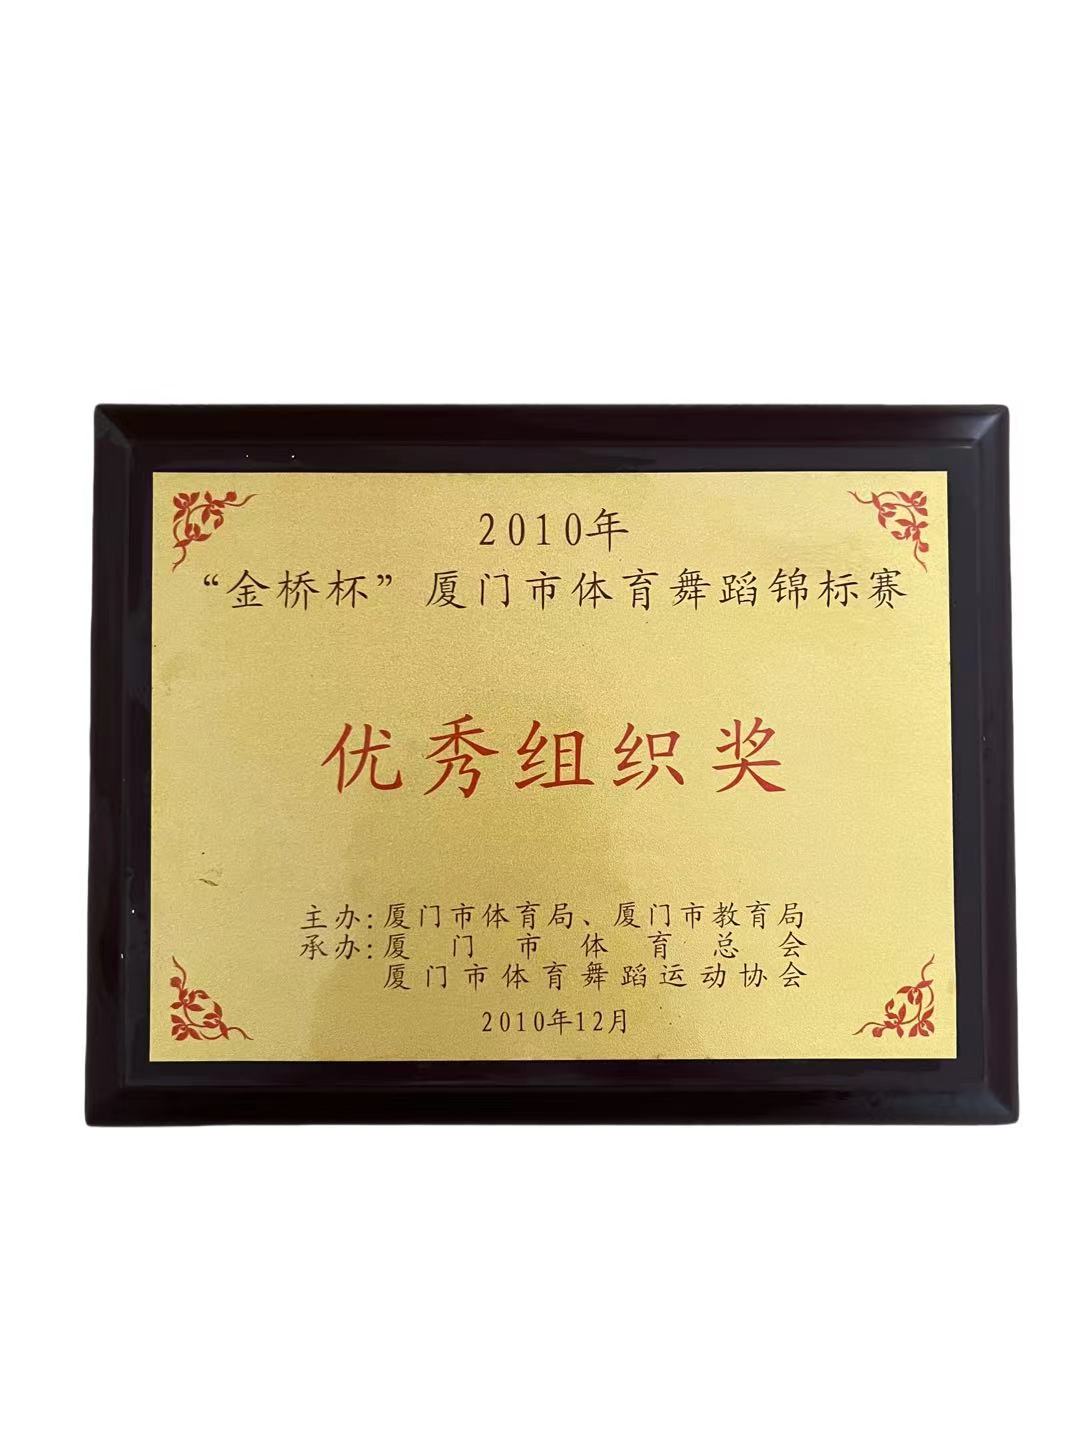 2010年
“金桥杯”厦门市体育舞蹈锦标赛
优秀组织奖
主办:厦门市体育局、厦门市教育局
承办:厦门市体育总会
厦门市体育舞蹈运动协会
2010年12月